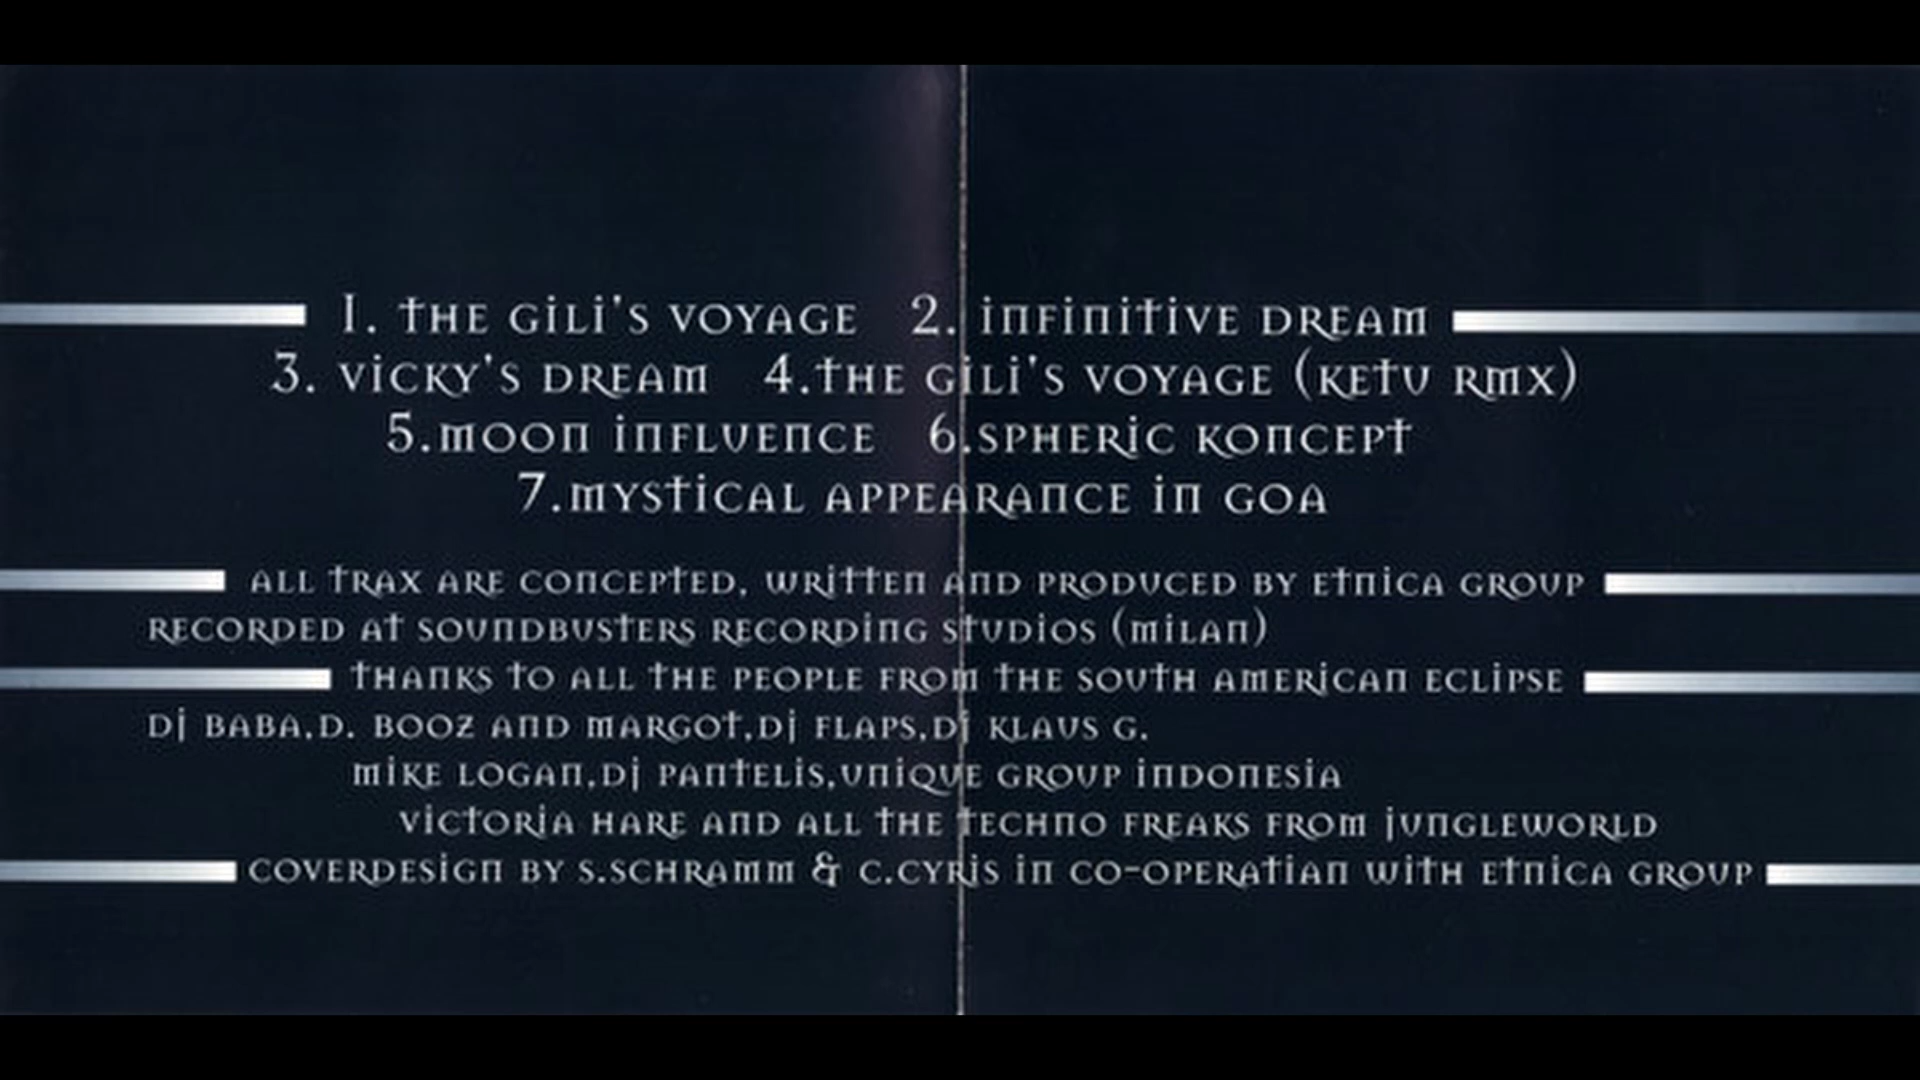 1. THE GILI'S VOYAGE 2. INFINITIVE DREAM
3. VICKY'S DREAM 4.THE GILI'S VOYAGE (KETU RMX)
5.MOON INFLUENCE 6.SPHERIC KONCEPT
7.MYSTICAL APPEARANCE IN GOA
ALL TRAX ARE CONCEPTED, WRITTEN AND PRODUCED BY ETNICA GROUP
RECORDED AT SOUNDBUSTERS RECORDING STUDIOS (MILAN)
THANKS TO ALL THE PEOPLE FROM THE SOUTH AMERICAN ECLIPSE
DJ BABA,D. BOOZ AND MARGOT,DJ FLAPS,DJ KLAUS G.
MIKE LOGAN,DJ PANTELIS,UNIQUE GROUP INDONESIA
VICTORIA HARE AND ALL THE TECHNO FREAKS FROM JUNGLEWORLD
COVERDESIGN BY S.SCHRAMM & C.CYRIS IN CO-OPERATIAN WITH ETNICA GROUP